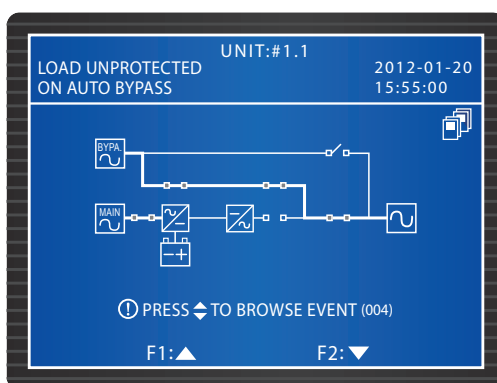 UNIT:#1.1
LOAD UNPROTECTED
ON AUTO BYPASS
2012-01-20
15:55:00
BYPA.
MAIN
PRESS TO BROWSE EVENT (004)
F1: F2: